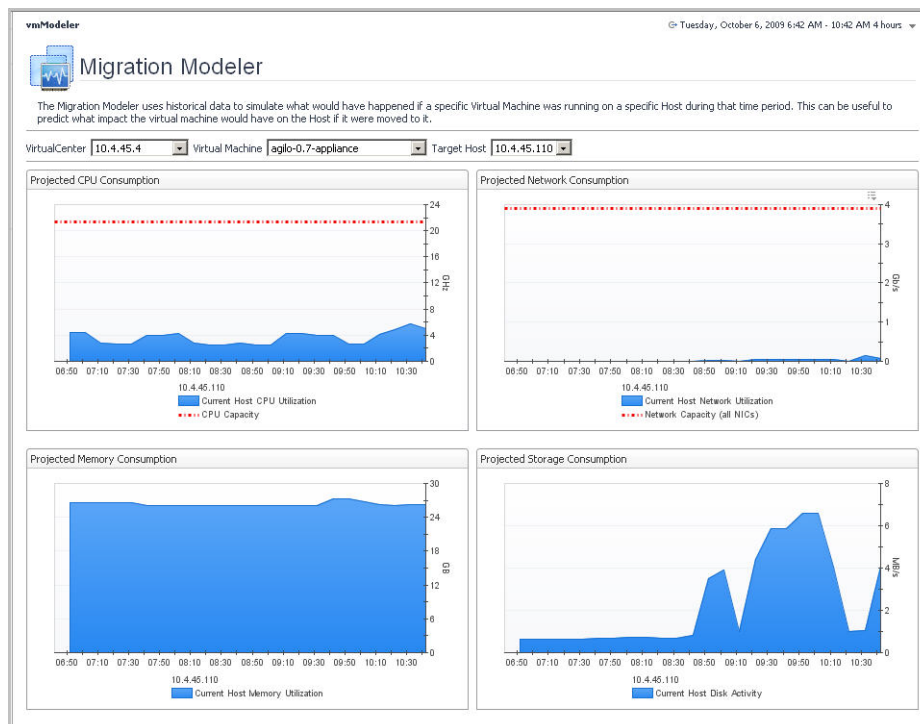 vmModeler
Tuesday, October 6, 2009 6:42 AM - 10:42 AM 4 hours
Migration Modeler
The Migration Modeler uses historical data to simulate what would have happened if a specific Virtual Machine was running on a specific Host during that time period. This can be useful to
predict what impact the virtual machine would have on the Host if it were moved to it.
VirtualCenter 10.4.45.4 Virtual Machine agilo-0.7-appliance Target Host 10.4.45.110
Projected CPU Consumption
24
20
16
12
8
4
0
GHz
06:50 07:10 07:30 07:50 08:10 08:30 08:50 09:10 09:30 09:50 10:10 10:30
10.4.45.110
Current Host CPU Utilization
CPU Capacity
Projected Network Consumption
4
3
2
1
0
Gb/s
06:50 07:10 07:30 07:50 08:10 08:30 08:50 09:10 09:30 09:50 10:10 10:30
10.4.45.110
Current Host Network Utilization
Network Capacity (all NICs)
Projected Memory Consumption
30
24
18
12
6
0
GB
06:50 07:10 07:30 07:50 08:10 08:30 08:50 09:10 09:30 09:50 10:10 10:30
10.4.45.110
Current Host Memory Utilization
Projected Storage Consumption
8
6
4
2
0
MB/s
06:50 07:10 07:30 07:50 08:10 08:30 08:50 09:10 09:30 09:50 10:10 10:30
10.4.45.110
Current Host Disk Activity